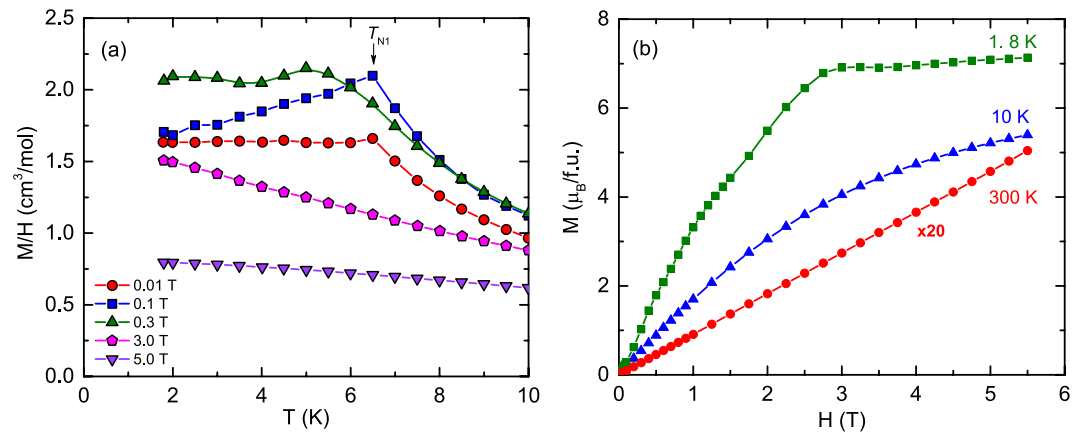 (a)
T_N1
M/H (cm³/mol)
2.5
2.0
1.5
1.0
0.5
0.0
0.01 T
0.1 T
0.3 T
3.0 T
5.0 T
0 2 4 6 8 10
T (K)
(b)
1. 8 K
10 K
300 K
x20
M (μ_B/f.u.)
8
6
4
2
0
0 1 2 3 4 5 6
H (T)